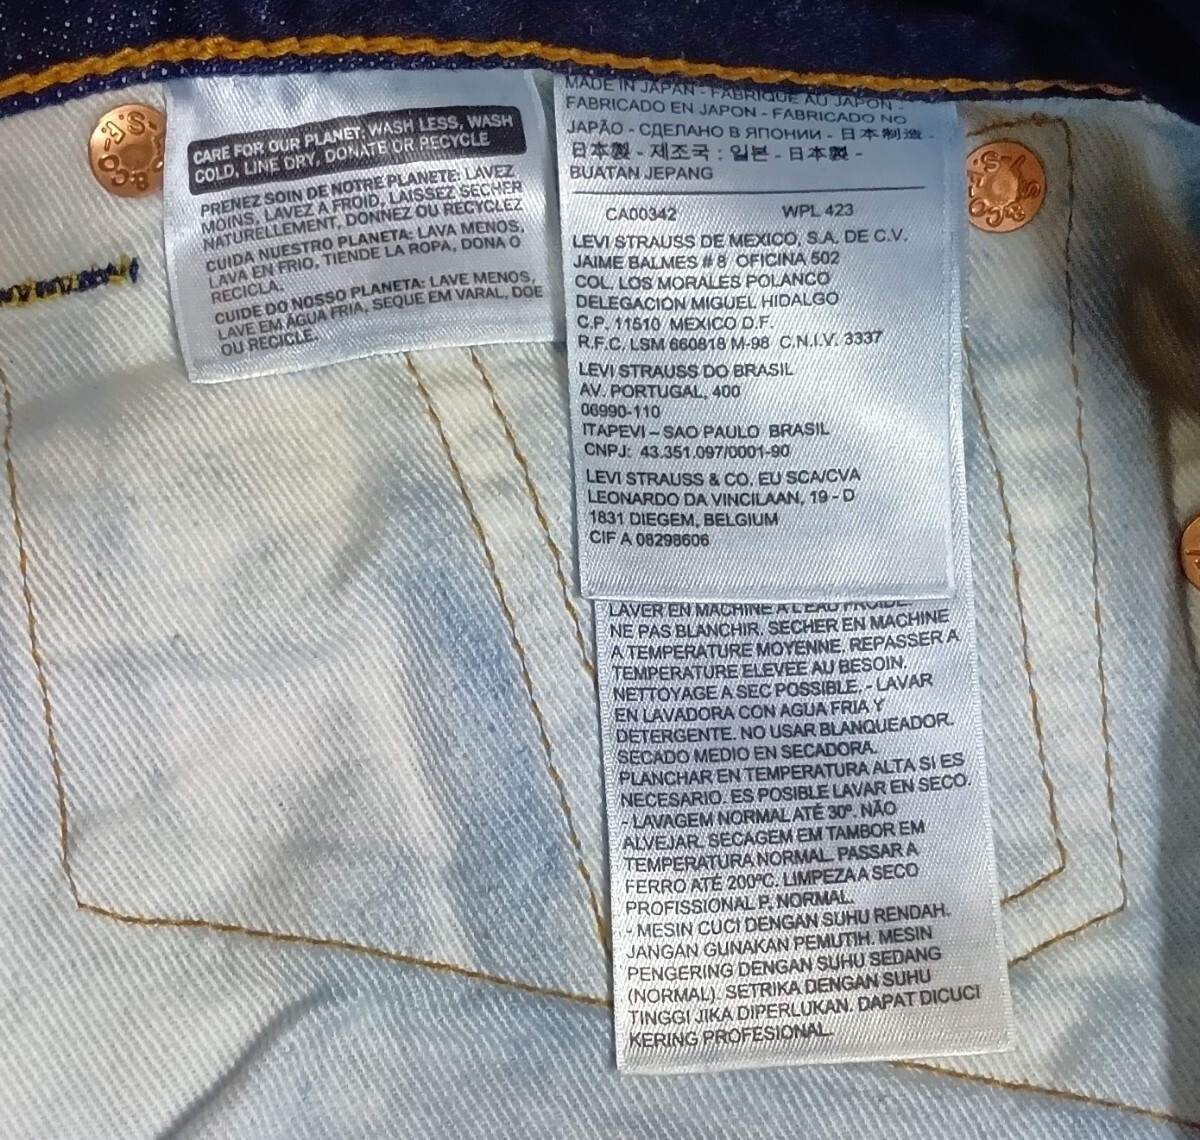 CARE FOR OUR PLANET: WASH LESS, WASH
COLD, LINE DRY, DONATE OR RECYCLE
PRENEZ SOIN DE NOTRE PLANETE: LAVEZ
MOINS, LAVEZ A FROID, LAISSEZ SECHER
NATURELLEMENT, DONNEZ OU RECYCLEZ
CUIDA NUESTRO PLANETA: LAVA MENOS,
LAVA EN FRIO, TIENDE LA ROPA, DONA O
RECICLA.
CUIDE DO NOSSO PLANETA: LAVE MENOS,
LAVE EM ÁGUA FRIA, SEQUE EM VARAL, DOE
OU RECICLE.
MADE IN JAPAN - FABRIQUE AU JAPON -
FABRICADO EN JAPON - FABRICADO NO
JAPÃO - СДЕЛАНО В ЯПОНИИ - 日本制造 -
日本製 - 제조국 : 일본 - 日本製 -
BUATAN JEPANG
CA00342 WPL 423
LEVI STRAUSS DE MEXICO, S.A. DE C.V.
JAIME BALMES # 8 OFICINA 502
COL. LOS MORALES POLANCO
DELEGACION MIGUEL HIDALGO
C.P. 11510 MEXICO D.F.
R.F.C. LSM 660818 M-98 C.N.I.V. 3337
LEVI STRAUSS DO BRASIL
AV. PORTUGAL, 400
06990-110
ITAPEVI – SAO PAULO BRASIL
CNPJ: 43.351.097/0001-90
LEVI STRAUSS & CO. EU SCA/CVA
LEONARDO DA VINCILAAN, 19 - D
1831 DIEGEM, BELGIUM
CIF A 08298606
LAVER EN MACHINE A L'EAU FROIDE.
NE PAS BLANCHIR. SECHER EN MACHINE
A TEMPERATURE MOYENNE. REPASSER A
TEMPERATURE ELEVEE AU BESOIN.
NETTOYAGE A SEC POSSIBLE. - LAVAR
EN LAVADORA CON AGUA FRIA Y
DETERGENTE. NO USAR BLANQUEADOR.
SECADO MEDIO EN SECADORA.
PLANCHAR EN TEMPERATURA ALTA SI ES
NECESARIO. ES POSIBLE LAVAR EN SECO.
- LAVAGEM NORMAL ATÉ 30º. NÃO
ALVEJAR. SECAGEM EM TAMBOR EM
TEMPERATURA NORMAL. PASSAR A
FERRO ATÉ 200ºC. LIMPEZA A SECO
PROFISSIONAL P, NORMAL.
- MESIN CUCI DENGAN SUHU RENDAH.
JANGAN GUNAKAN PEMUTIH. MESIN
PENGERING DENGAN SUHU SEDANG
(NORMAL). SETRIKA DENGAN SUHU
TINGGI JIKA DIPERLUKAN. DAPAT DICUCI
KERING PROFESIONAL.